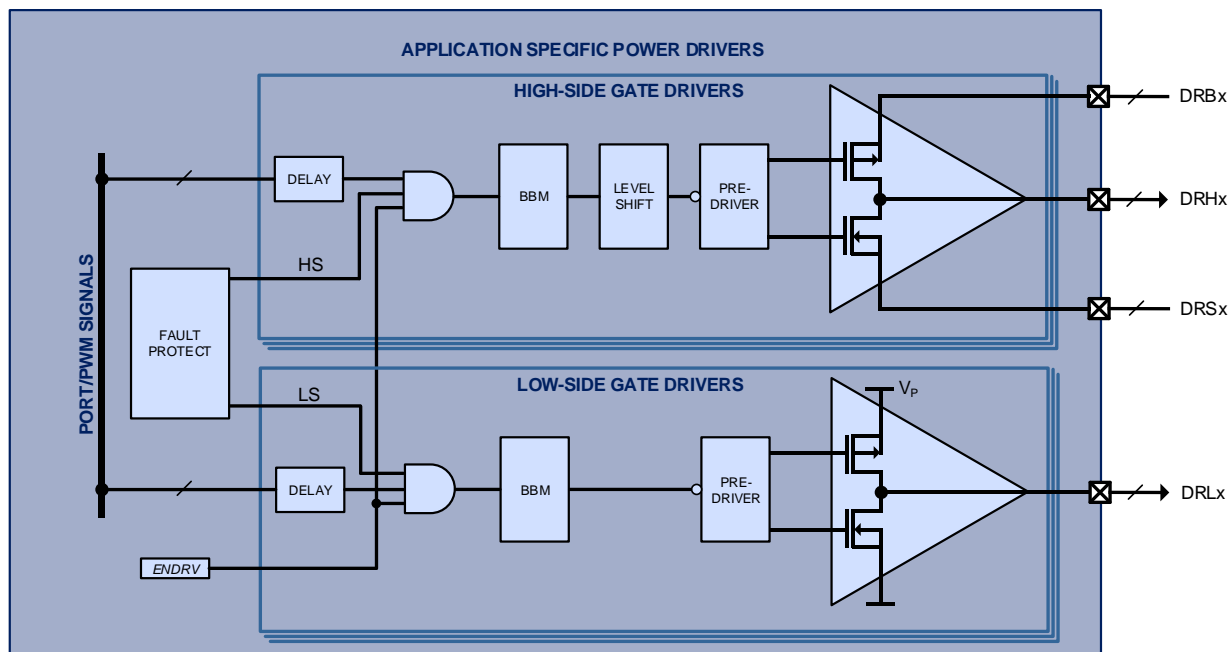 APPLICATION SPECIFIC POWER DRIVERS
HIGH-SIDE GATE DRIVERS
DRBx
DELAY
BBM
LEVEL
SHIFT
PRE-
DRIVER
DRHx
PORT/PWM SIGNALS
HS
FAULT
PROTECT
DRSx
LOW-SIDE GATE DRIVERS
LS
VP
DELAY
BBM
PRE-
DRIVER
DRLx
ENDRV